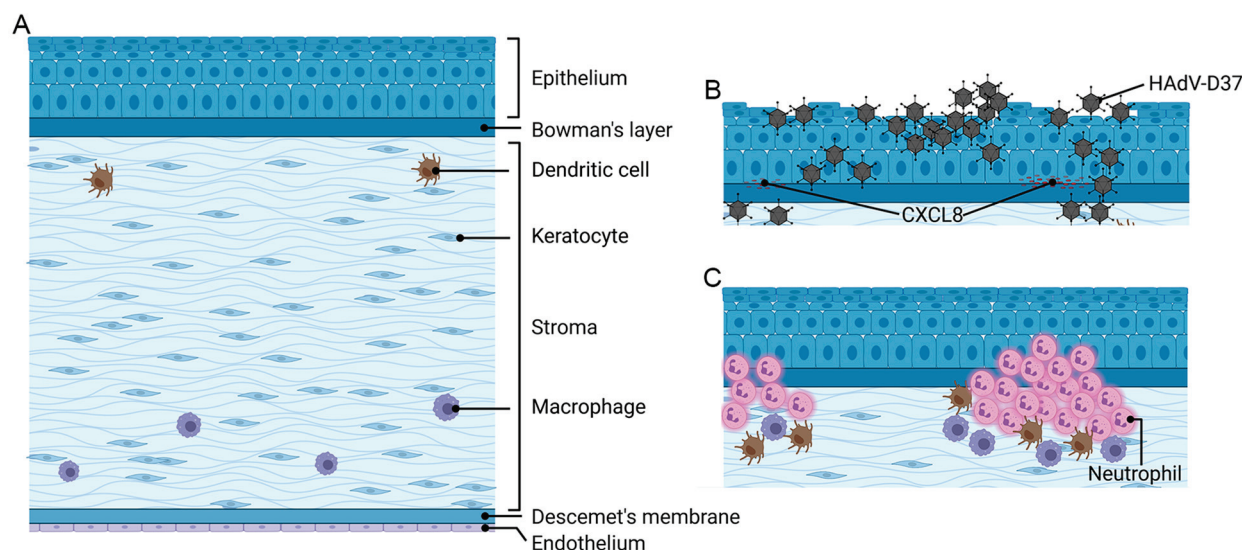 A
Epithelium
Bowman's layer
Dendritic cell
Keratocyte
Stroma
Macrophage
Descemet's membrane
Endothelium
B
HAdV-D37
CXCL8
C
Neutrophil